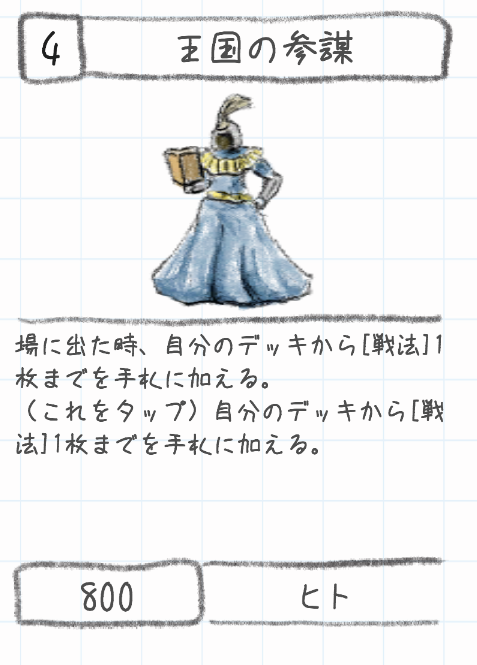 4
王国の参謀
場に出た時、自分のデッキから[戦法]1
枚までを手札に加える。
（これをタップ）自分のデッキから[戦
法]1枚までを手札に加える。
800
ヒト